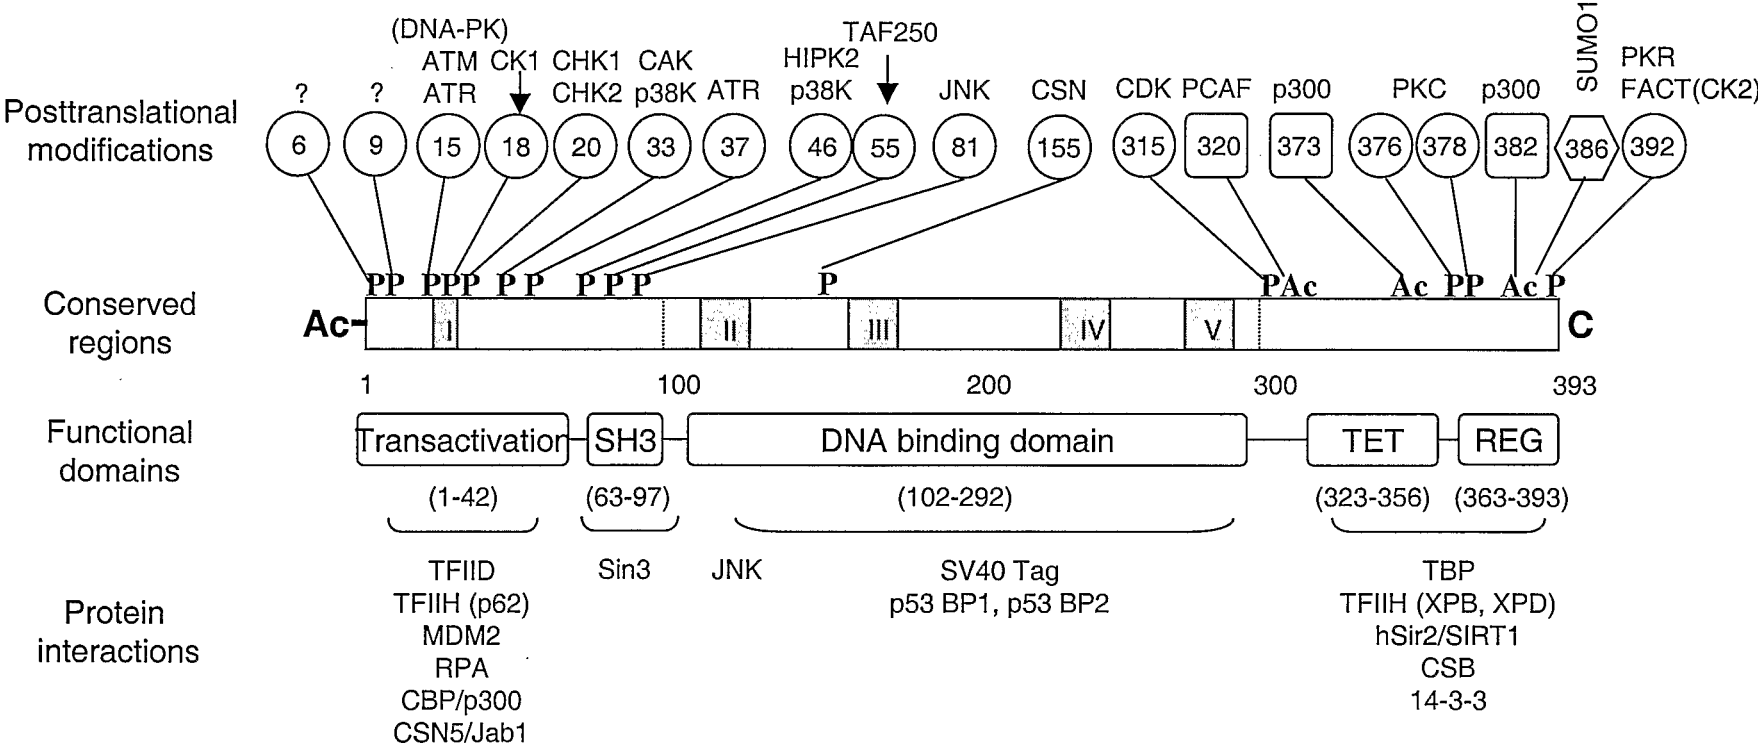 (DNA-PK) TAF250 SUMO1
ATM CK1 CHK1 CAK HIPK2 PKR
? ? ATR CHK2 p38K ATR p38K JNK CSN CDK PCAF p300 PKC p300 FACT(CK2)
Posttranslational
modifications
6 9 15 18 20 33 37 46 55 81 155 315 320 373 376 378 382 386 392
PP PPP P P P P P P PAc Ac PP Ac P
Conserved
regions
Ac- I II III IV V C
1 100 200 300 393
Functional
domains
Transactivation SH3 DNA binding domain TET REG
(1-42) (63-97) (102-292) (323-356) (363-393)
Protein
interactions
TFIID
TFIIH (p62)
MDM2
RPA
CBP/p300
CSN5/Jab1
Sin3
JNK
SV40 Tag
p53 BP1, p53 BP2
TBP
TFIIH (XPB, XPD)
hSir2/SIRT1
CSB
14-3-3